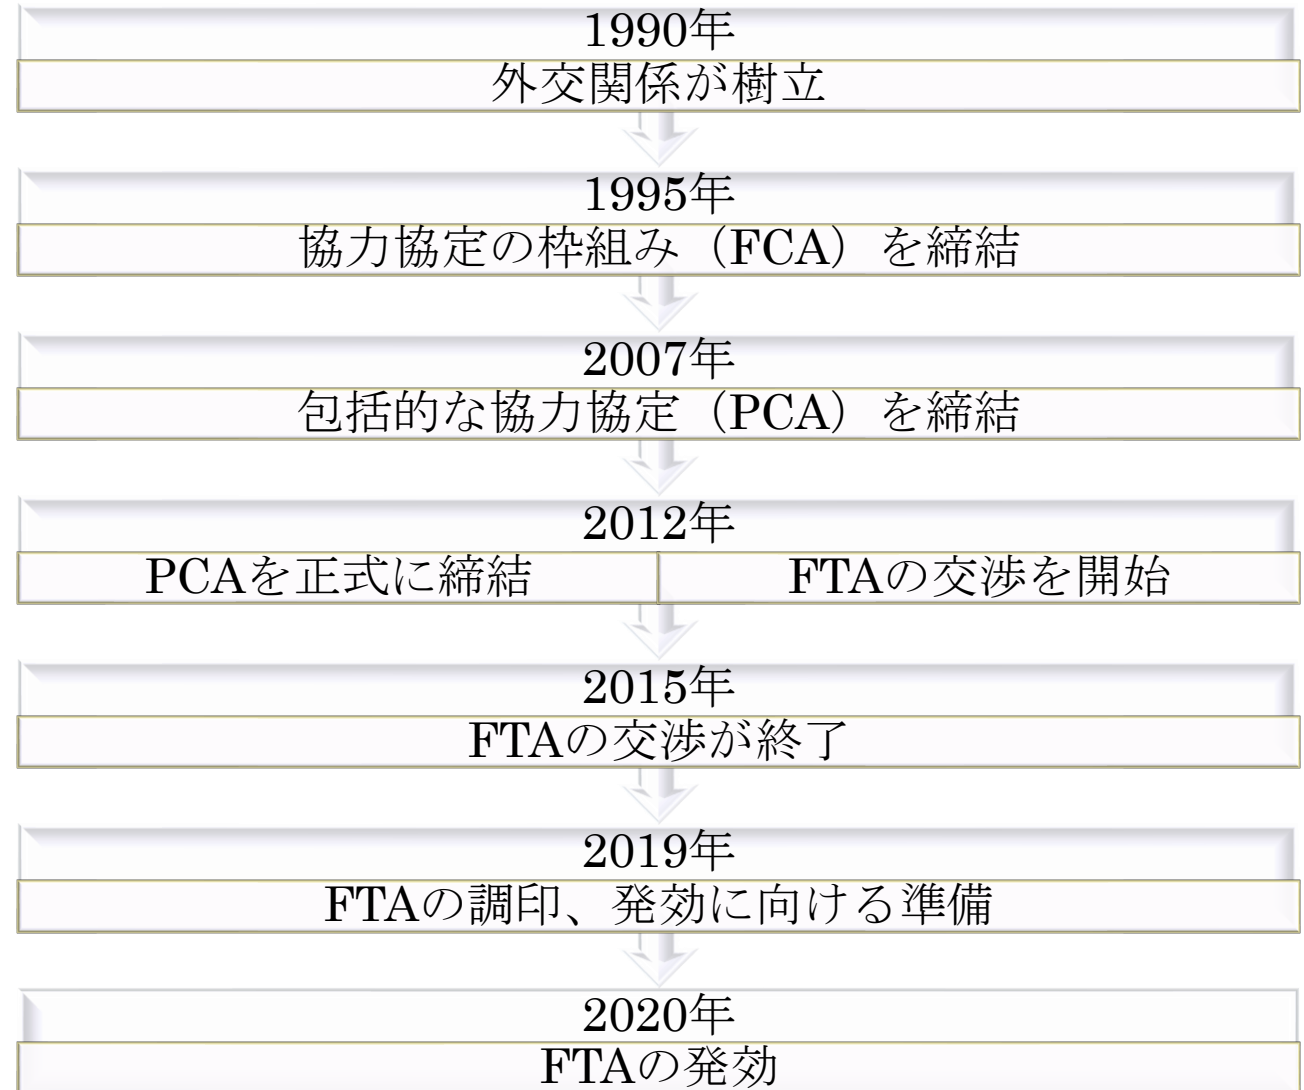 1990年
外交関係が樹立
1995年
協力協定の枠組み（FCA）を締結
2007年
包括的な協力協定（PCA）を締結
2012年
PCAを正式に締結
FTAの交渉を開始
2015年
FTAの交渉が終了
2019年
FTAの調印、発効に向ける準備
2020年
FTAの発効